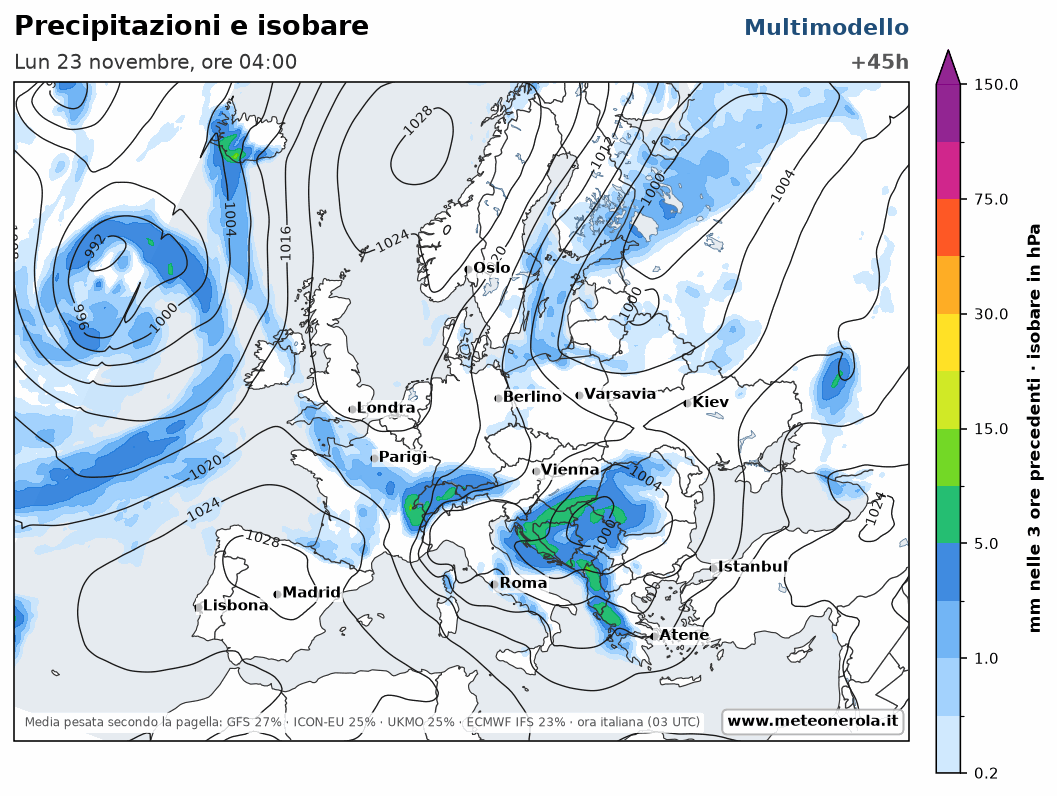 Precipitazioni e isobare
Multimodello
Lun 23 novembre, ore 04:00
+45h
150.0
75.0
30.0
15.0
5.0
1.0
0.2
mm nelle 3 ore precedenti · isobare in hPa
1028
1012
1004
1000
1004
1016
1024
992
996
1000
1000
Oslo
Londra
Berlino
Varsavia
Kiev
Parigi
Vienna
1020
1024
1028
1004
1000
1024
Roma
Istanbul
Madrid
Lisbona
Atene
Media pesata secondo la pagella: GFS 27% · ICON-EU 25% · UKMO 25% · ECMWF IFS 23% · ora italiana (03 UTC)
www.meteonerola.it